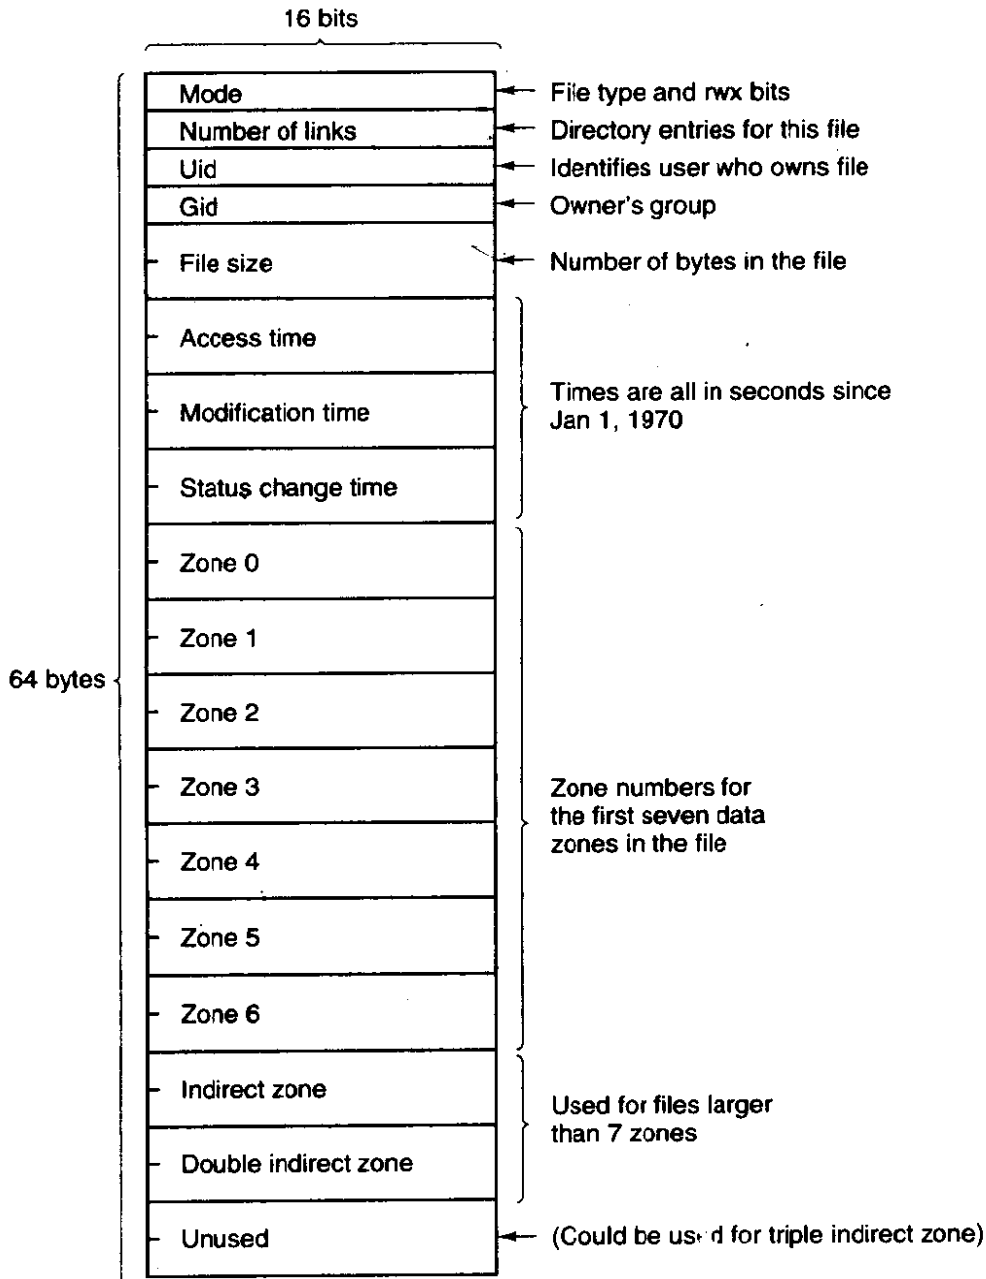 16 bits
Mode
File type and rwx bits
Number of links
Directory entries for this file
Uid
Identifies user who owns file
Gid
Owner's group
File size
Number of bytes in the file
Access time
Modification time
Status change time
Times are all in seconds since
Jan 1, 1970
Zone 0
Zone 1
Zone 2
Zone 3
Zone 4
Zone 5
Zone 6
64 bytes
Zone numbers for
the first seven data
zones in the file
Indirect zone
Double indirect zone
Used for files larger
than 7 zones
Unused
(Could be used for triple indirect zone)